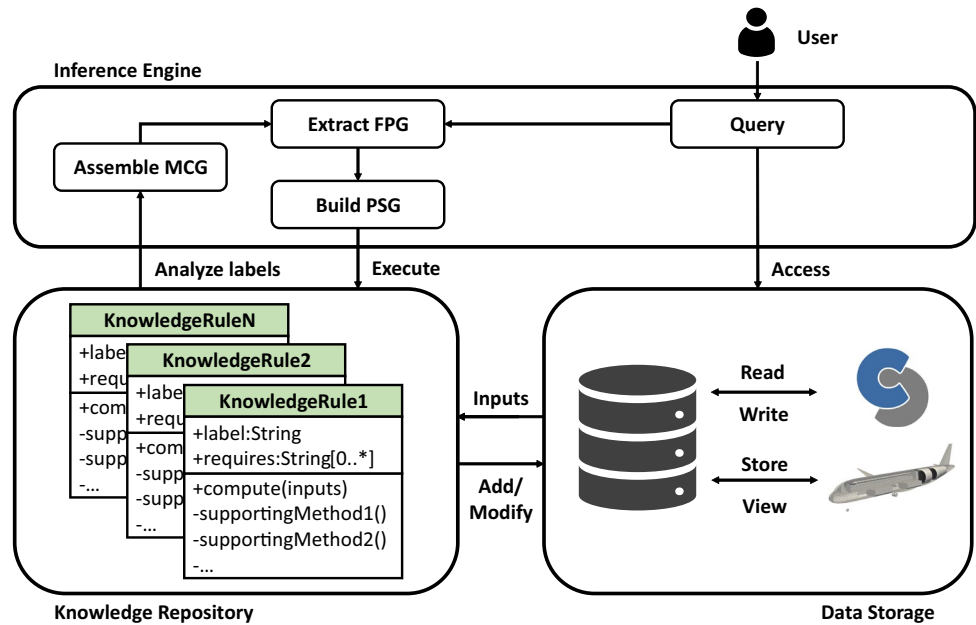 User
Inference Engine
Extract FPG
Query
Assemble MCG
Build PSG
Analyze labels
Execute
Access
KnowledgeRuleN
+label
+requ
+com
-supp
-supp
-...
KnowledgeRule2
+label
+requ
+com
-supp
-supp
-...
KnowledgeRule1
+label:String
+requires:String[0..*]
+compute(inputs)
-supportingMethod1()
-supportingMethod2()
-...
Inputs
Add/
Modify
Read
Write
Store
View
Knowledge Repository
Data Storage